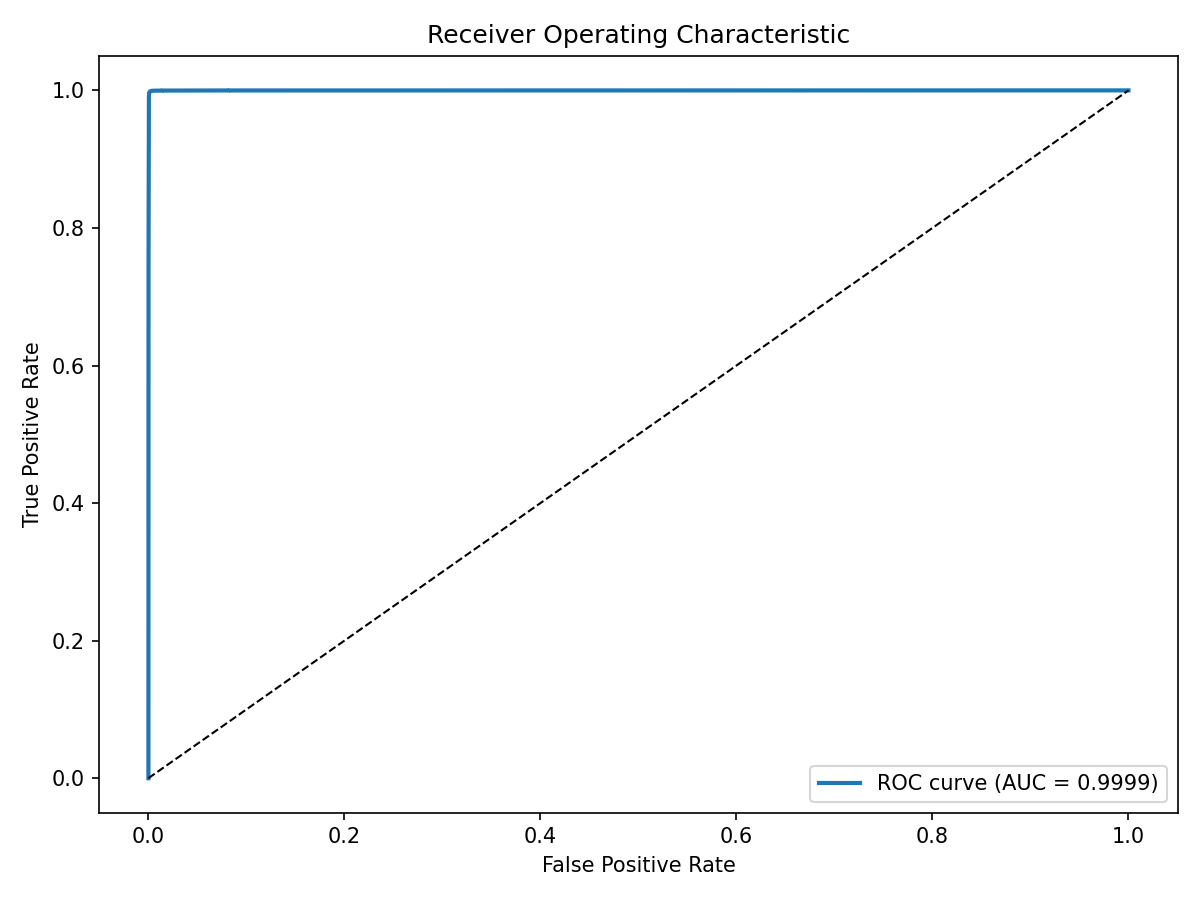 Receiver Operating Characteristic
1.0
0.8
0.6
0.4
0.2
0.0
True Positive Rate
ROC curve (AUC = 0.9999)
0.0 0.2 0.4 0.6 0.8 1.0
False Positive Rate